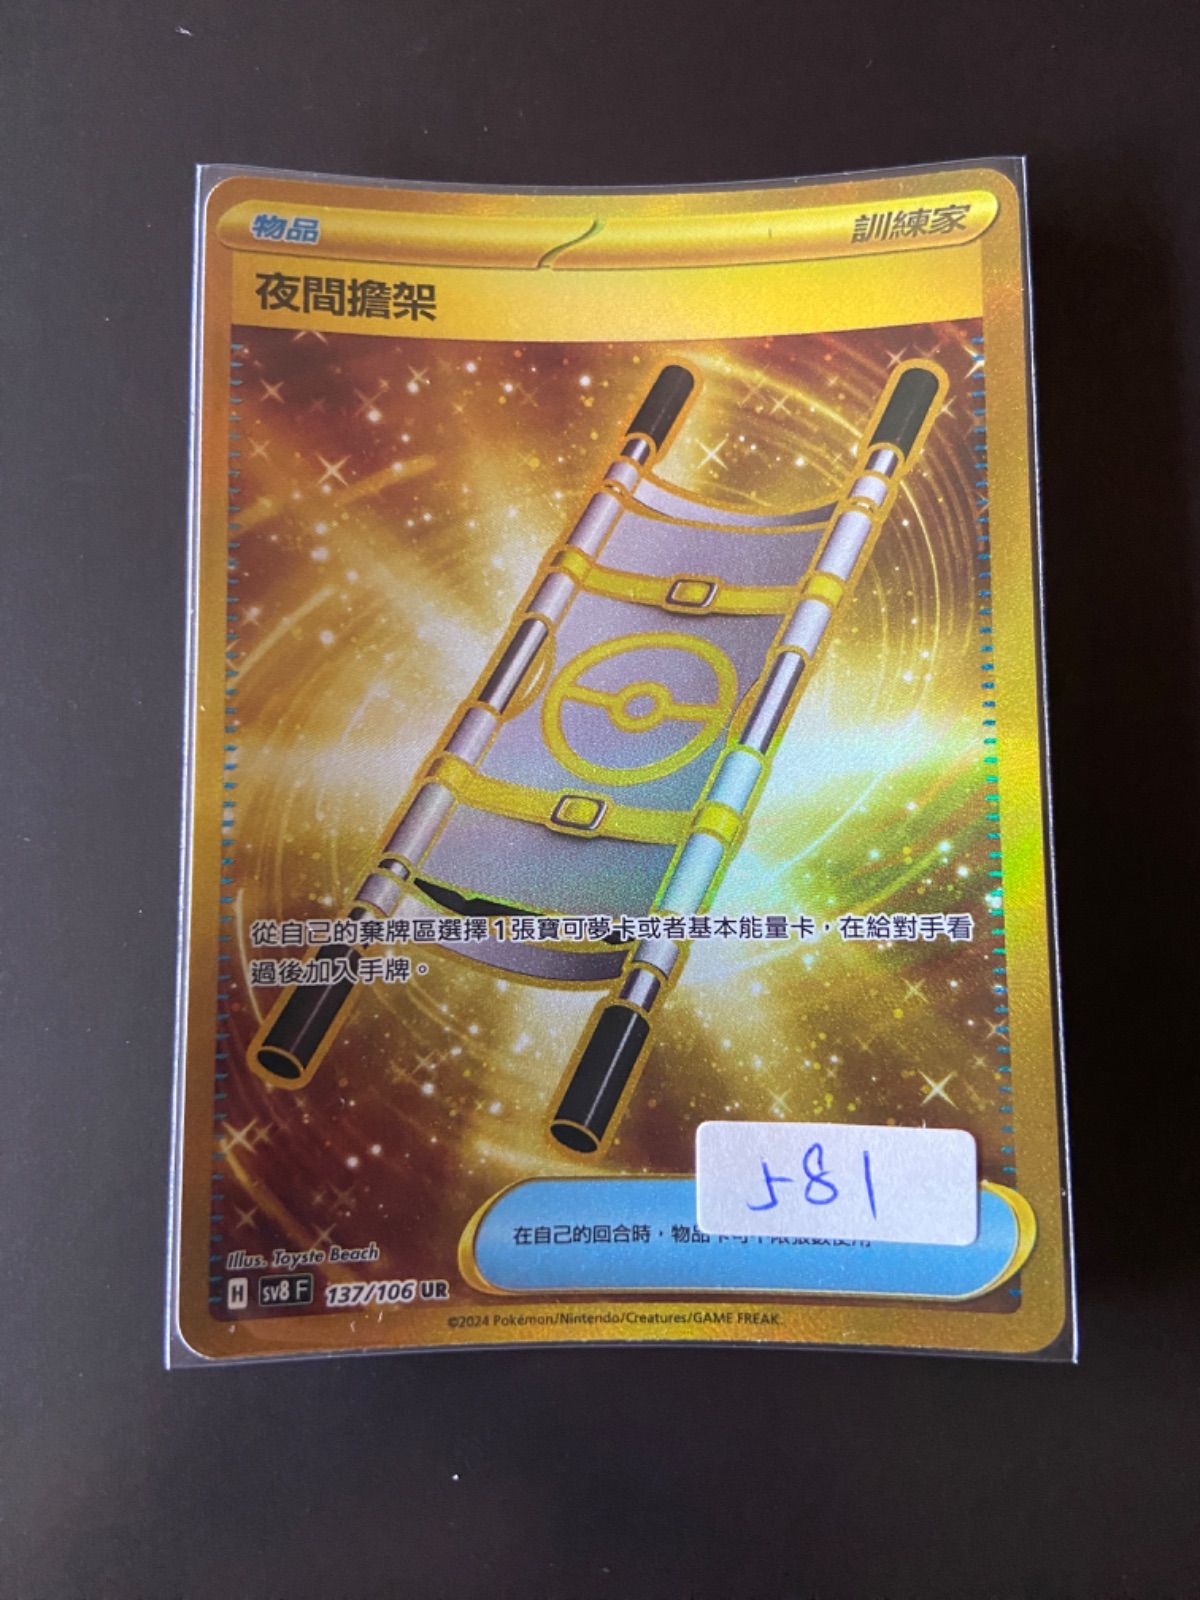 物品
訓練家
夜間擔架
從自己的棄牌區選擇1張寶可夢卡或者基本能量卡，在給對手看
過後加入手牌。
581
在自己的回合時，物品
Illus. Toyste Beach
H sv8 F 137/106 UR
©2024 Pokémon/Nintendo/Creatures/GAME FREAK.